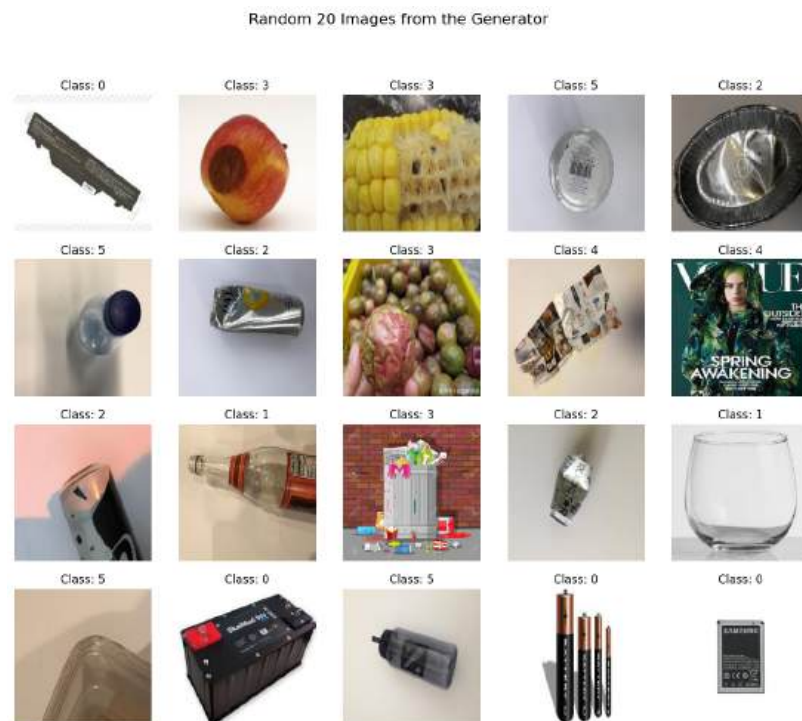 Random 20 Images from the Generator
Class: 0
Class: 3
Class: 3
Class: 5
Class: 2
Class: 5
Class: 2
Class: 3
Class: 4
Class: 4
VOGUE
SPRING
AWAKENING
Class: 2
Class: 1
Class: 3
Class: 2
Class: 1
Class: 5
Class: 0
Class: 5
Class: 0
Class: 0
SAMSUNG